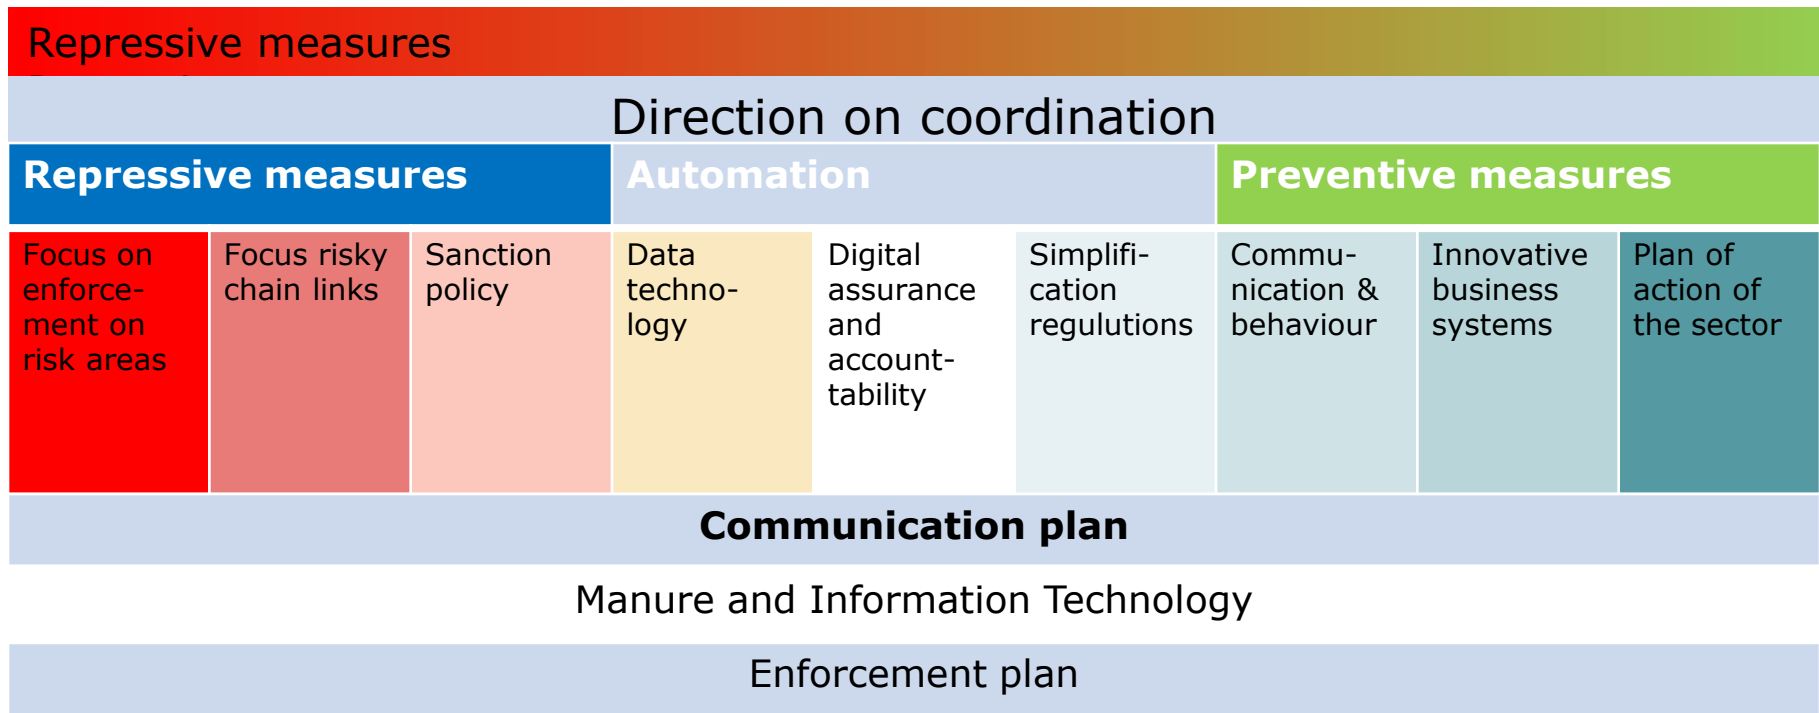 Repressive measures
Direction on coordination
Repressive measures
Automation
Preventive measures
Focus on
enforce-
ment on
risk areas
Focus risky
chain links
Sanction
policy
Data
techno-
logy
Digital
assurance
and
account-
tability
Simplifi-
cation
regulutions
Commu-
nication &
behaviour
Innovative
business
systems
Plan of
action of
the sector
Communication plan
Manure and Information Technology
Enforcement plan